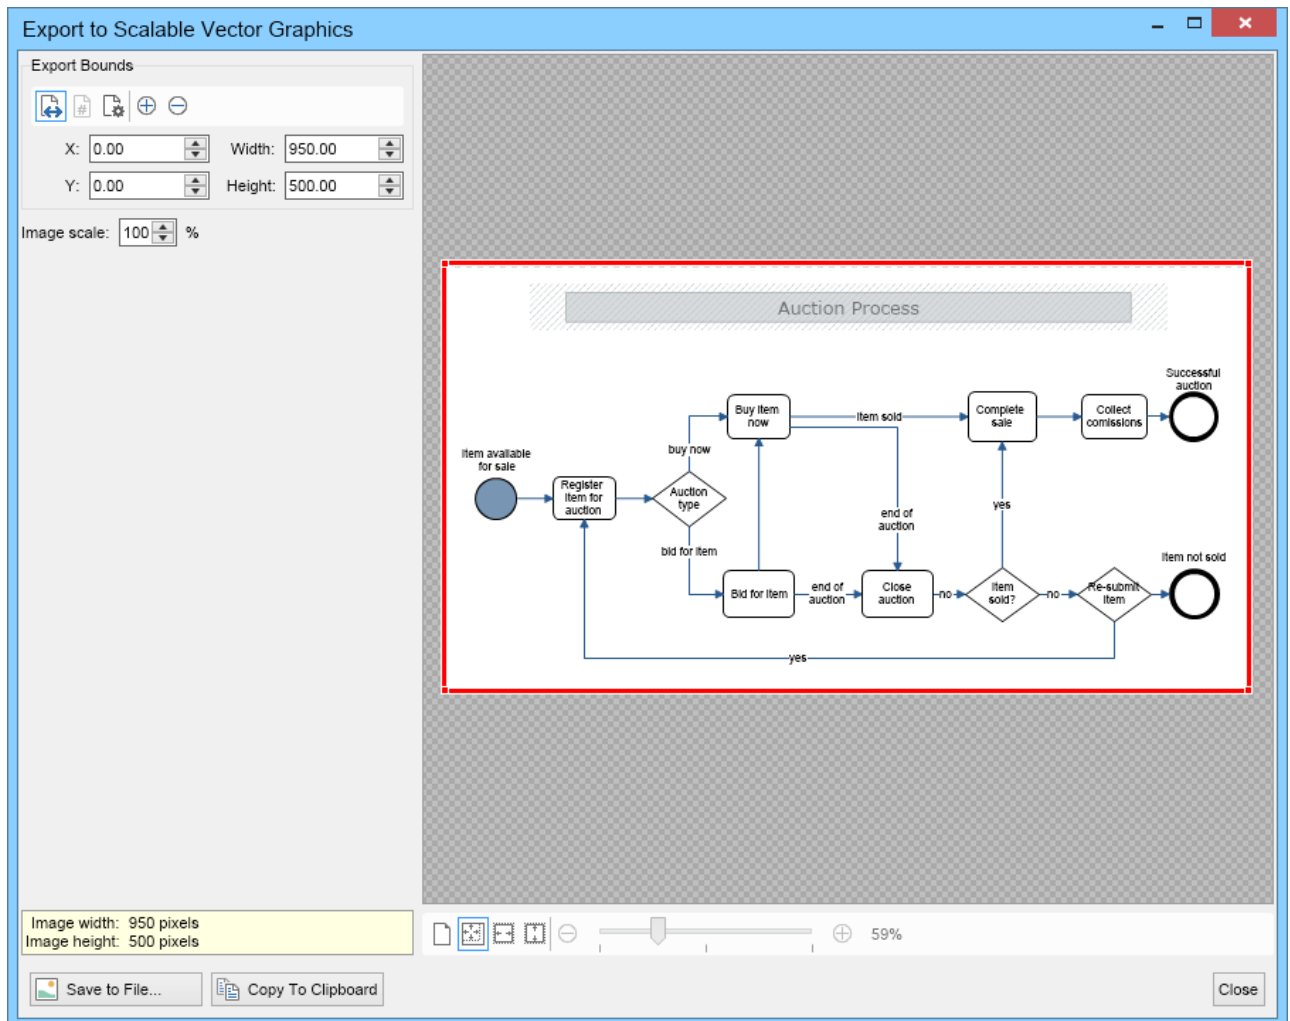 Export to Scalable Vector Graphics
Export Bounds
#
X: 0.00 Width: 950.00
Y: 0.00 Height: 500.00
Image scale: 100 %
Auction Process
Successful
auction
Buy Item
now
Item sold
Complete
sale
Collect
comissions
buy now
Item available
for sale
Register
Item for
auction
Auction
type
end of
auction
yes
bid for Item
Item not sold
Bid for Item
end of
auction
Close
auction
no
Item
sold?
no
Re-submit
Item
yes
Image width: 950 pixels
Image height: 500 pixels
59%
Save to File...
Copy To Clipboard
Close